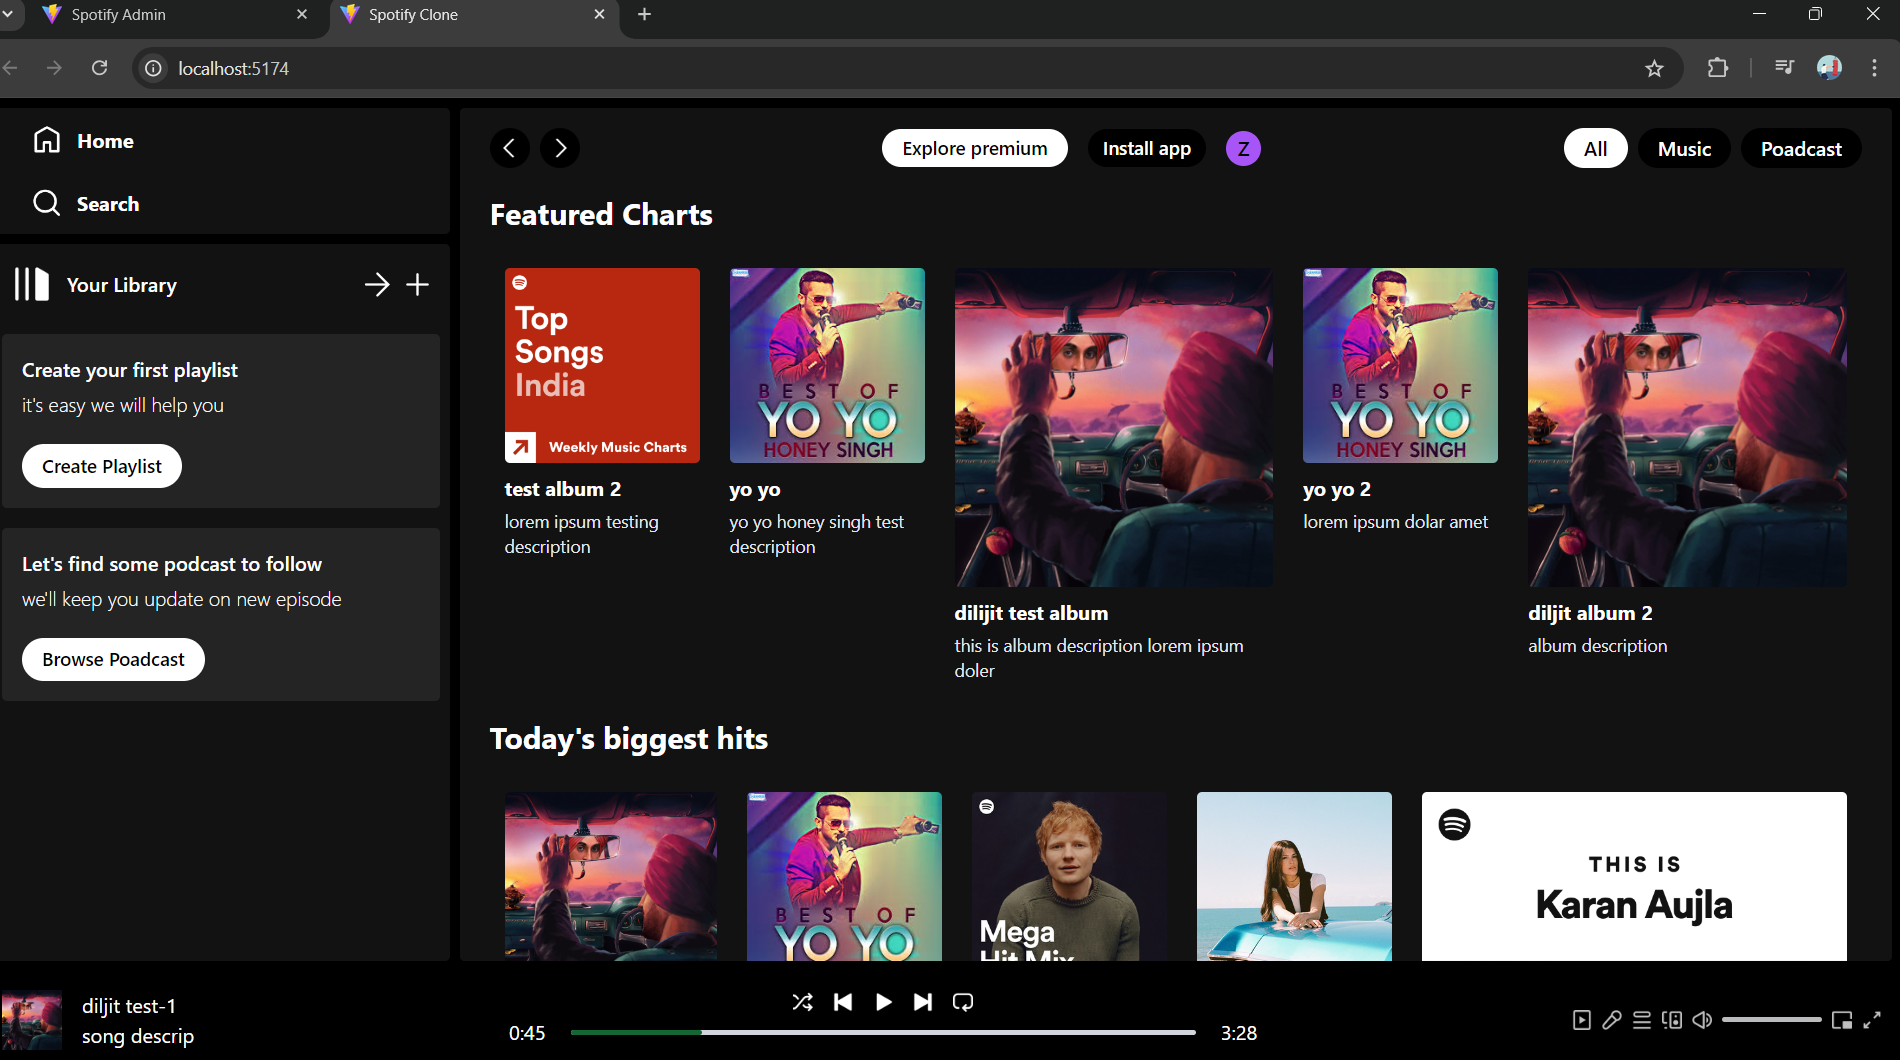 Spotify Admin
Spotify Clone
localhost:5174
Home
Search
Your Library
Create your first playlist
it's easy we will help you
Create Playlist
Let's find some podcast to follow
we'll keep you update on new episode
Browse Poadcast
Explore premium
Install app
Z
All
Music
Poadcast
Featured Charts
Top
Songs
India
Weekly Music Charts
test album 2
lorem ipsum testing
description
BEST OF
YO YO
HONEY SINGH
yo yo
yo yo honey singh test
description
dilijit test album
this is album description lorem ipsum
doler
BEST OF
YO YO
HONEY SINGH
yo yo 2
lorem ipsum dolar amet
diljit album 2
album description
Today's biggest hits
BEST OF
YO YO
Mega
Hit Mix
THIS IS
Karan Aujla
diljit test-1
song descrip
0:45
3:28